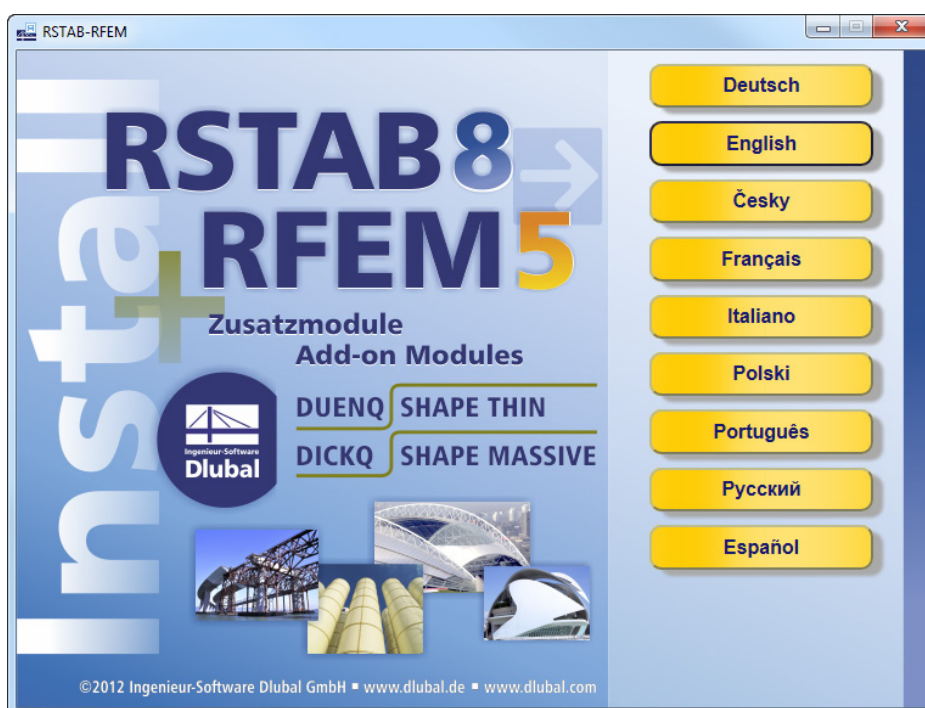 RSTAB-RFEM
Install
RSTAB 8
+ RFEM 5
Zusatzmodule
Add-on Modules
DUENQ SHAPE THIN
DICKQ SHAPE MASSIVE
Ingenieur-Software
Dlubal
©2012 Ingenieur-Software Dlubal GmbH ▪ www.dlubal.de ▪ www.dlubal.com
Deutsch
English
Česky
Français
Italiano
Polski
Português
Русский
Español